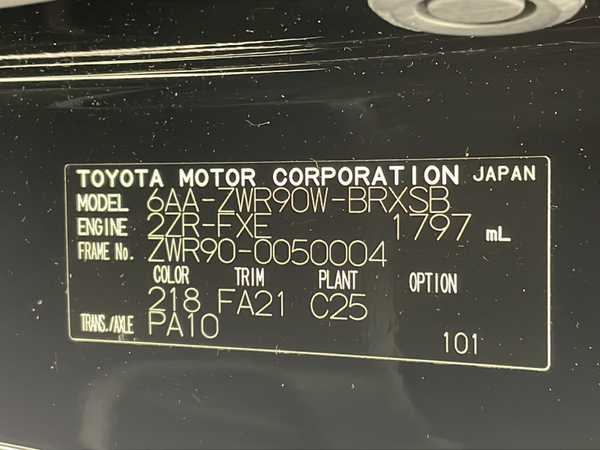 TOYOTA MOTOR CORPORATION JAPAN
MODEL 6AA-ZWR90W-BRXSB
ENGINE 2ZR-FXE 1797 mL
FRAME No. ZWR90-0050004
COLOR TRIM PLANT OPTION
218 FA21 C25
TRANS./AXLE PA10
101